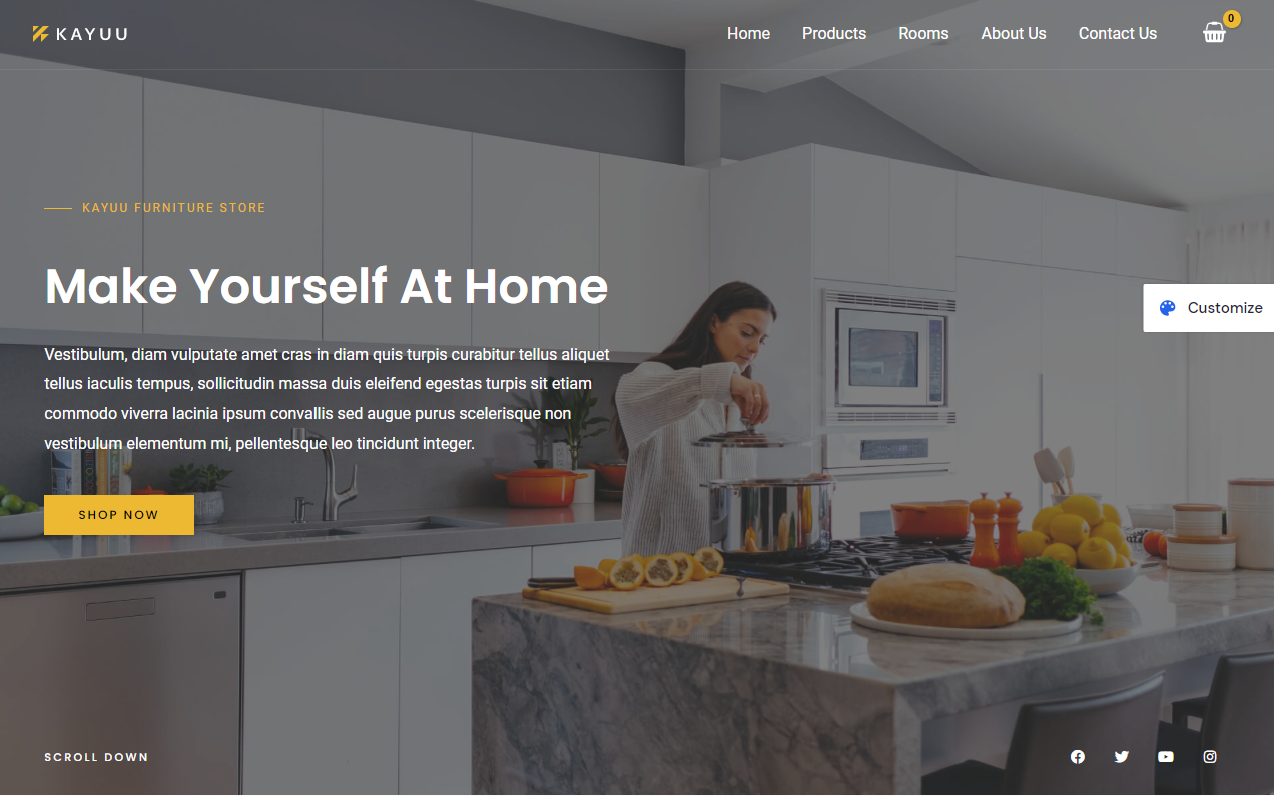 KAYUU
Home Products Rooms About Us Contact Us 0
KAYUU FURNITURE STORE
Make Yourself At Home
Vestibulum, diam vulputate amet cras in diam quis turpis curabitur tellus aliquet
tellus iaculis tempus, sollicitudin massa duis eleifend egestas turpis sit etiam
commodo viverra lacinia ipsum convallis sed augue purus scelerisque non
vestibulum elementum mi, pellentesque leo tincidunt integer.
SHOP NOW
Customize
SCROLL DOWN